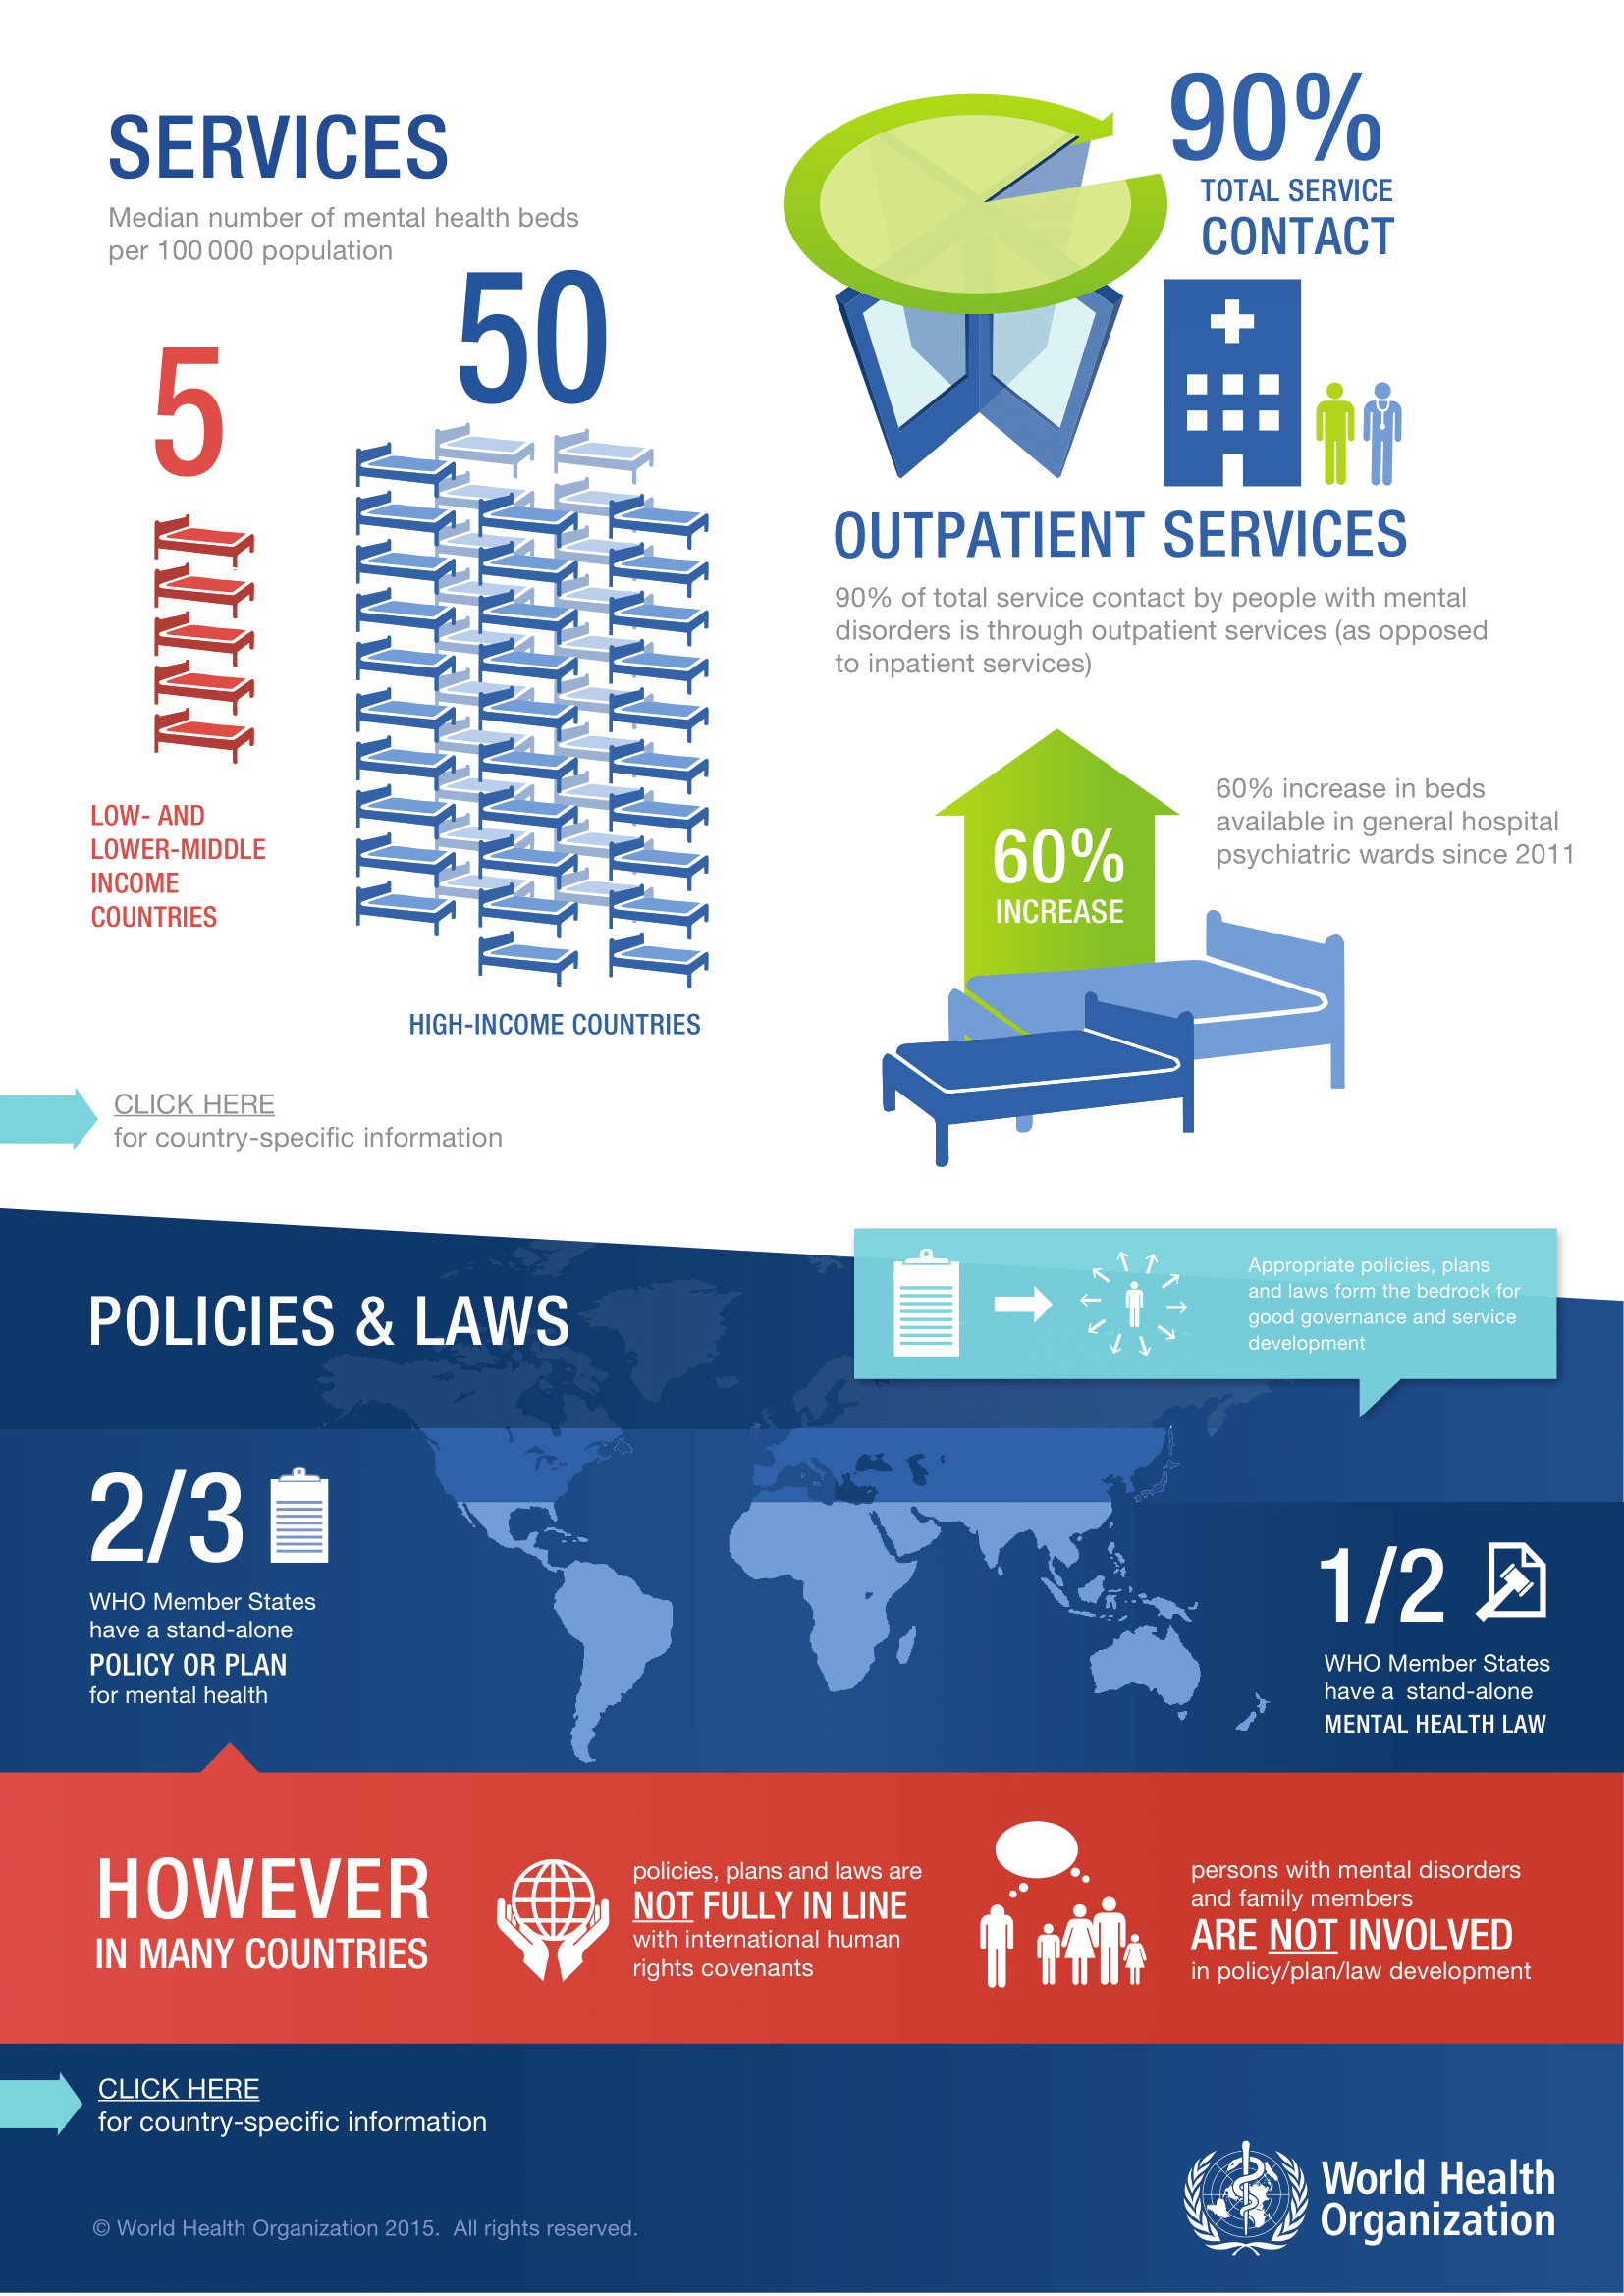 SERVICES
Median number of mental health beds
per 100 000 population
5
50
LOW- AND
LOWER-MIDDLE
INCOME
COUNTRIES
HIGH-INCOME COUNTRIES
CLICK HERE
for country-specific information
90%
TOTAL SERVICE
CONTACT
OUTPATIENT SERVICES
90% of total service contact by people with mental
disorders is through outpatient services (as opposed
to inpatient services)
60%
INCREASE
60% increase in beds
available in general hospital
psychiatric wards since 2011
POLICIES & LAWS
Appropriate policies, plans
and laws form the bedrock for
good governance and service
development
2/3
WHO Member States
have a stand-alone
POLICY OR PLAN
for mental health
1/2
WHO Member States
have a stand-alone
MENTAL HEALTH LAW
HOWEVER
IN MANY COUNTRIES
policies, plans and laws are
NOT FULLY IN LINE
with international human
rights covenants
persons with mental disorders
and family members
ARE NOT INVOLVED
in policy/plan/law development
CLICK HERE
for country-specific information
© World Health Organization 2015. All rights reserved.
World Health
Organization